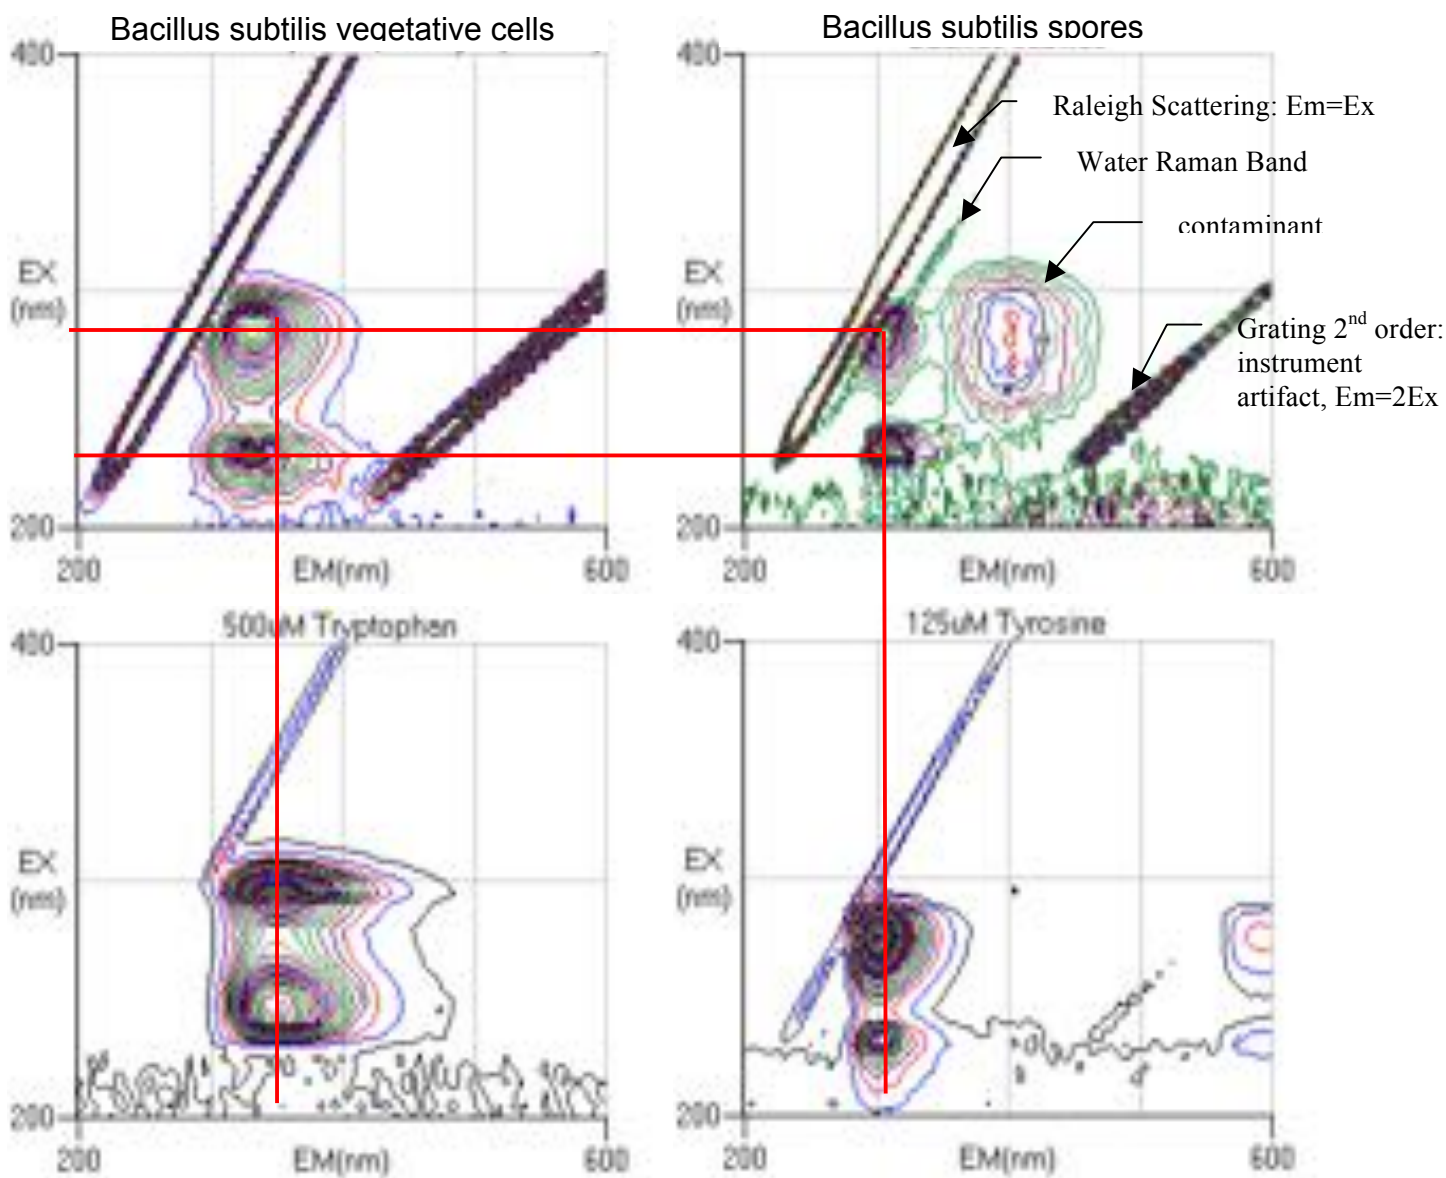 Bacillus subtilis vegetative cells
Bacillus subtilis spores
400
EX
(nm)
200
200
EM(nm)
600
400
EX
(nm)
200
200
EM(nm)
600
Raleigh Scattering: Em=Ex
Water Raman Band
contaminant
Grating 2nd order:
instrument
artifact, Em=2Ex
500uM Tryptophan
400
EX
(nm)
200
200
EM(nm)
600
125uM Tyrosine
400
EX
(nm)
200
200
EM(nm)
600